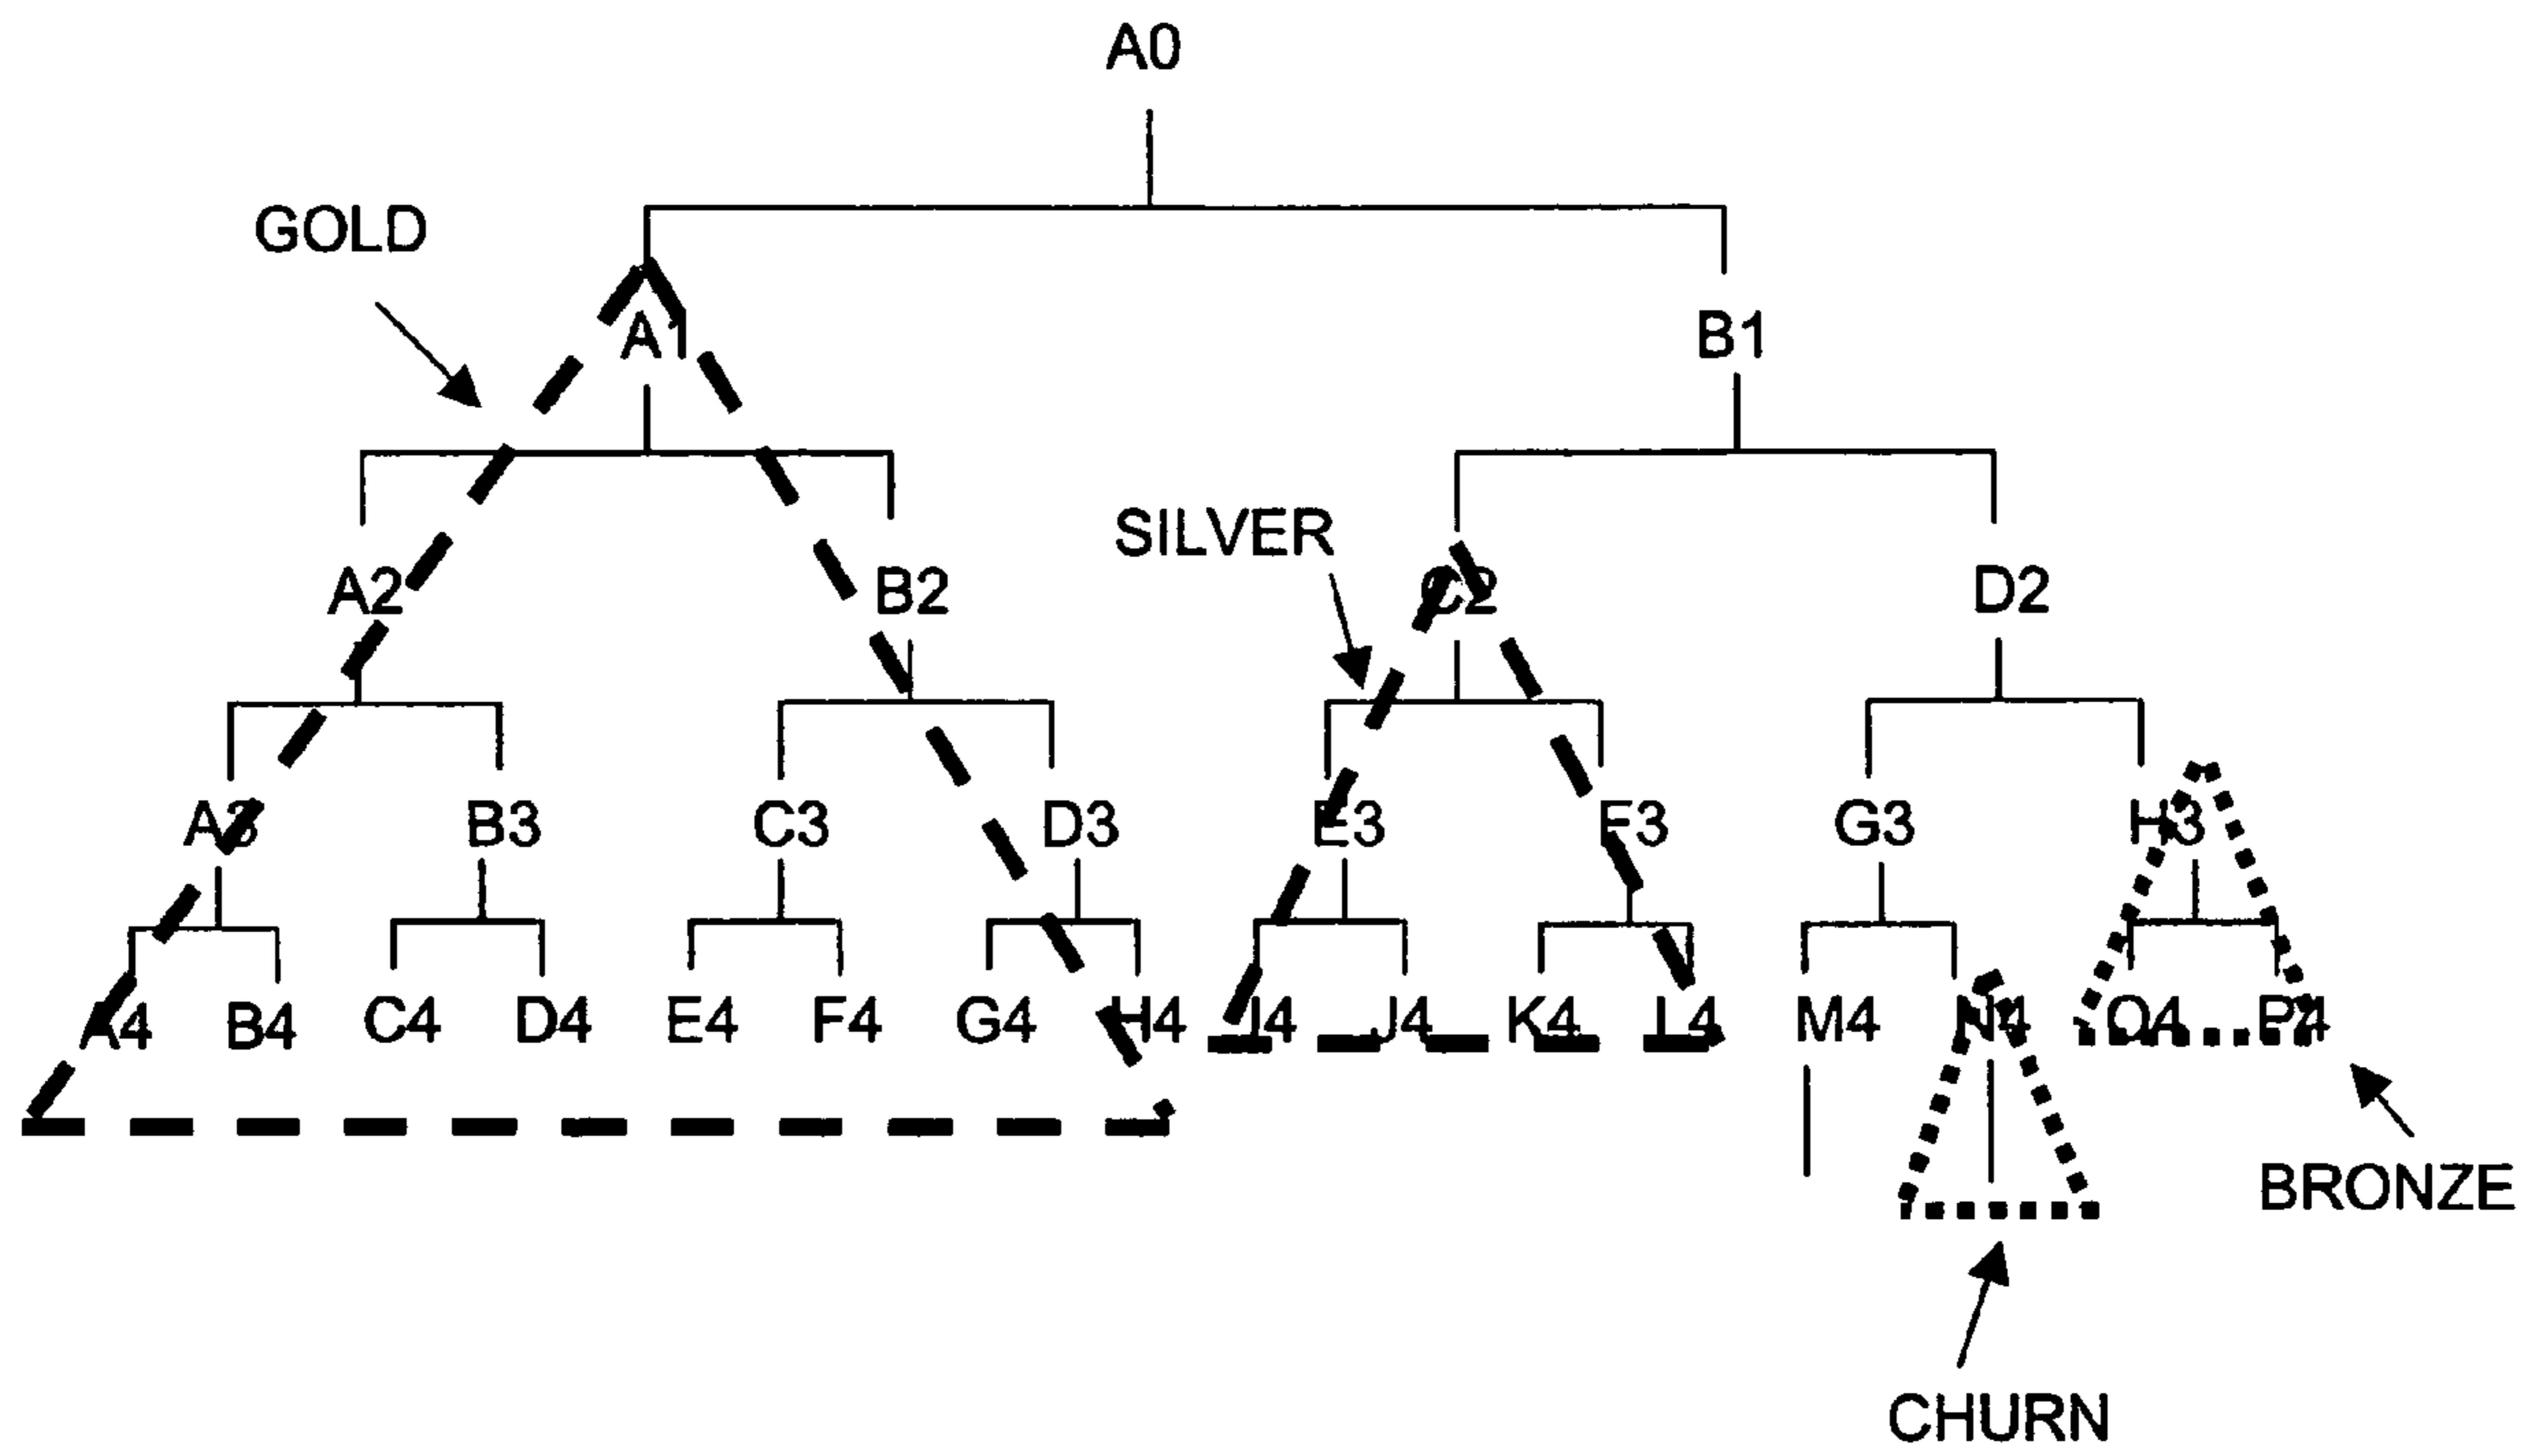 A0
GOLD
A1
B1
SILVER
A2 B2 C2 D2
A3 B3 C3 D3 E3 F3 G3 H3
A4 B4 C4 D4 E4 F4 G4 H4 I4 J4 K4 L4 M4 N4 O4 P4
BRONZE
CHURN